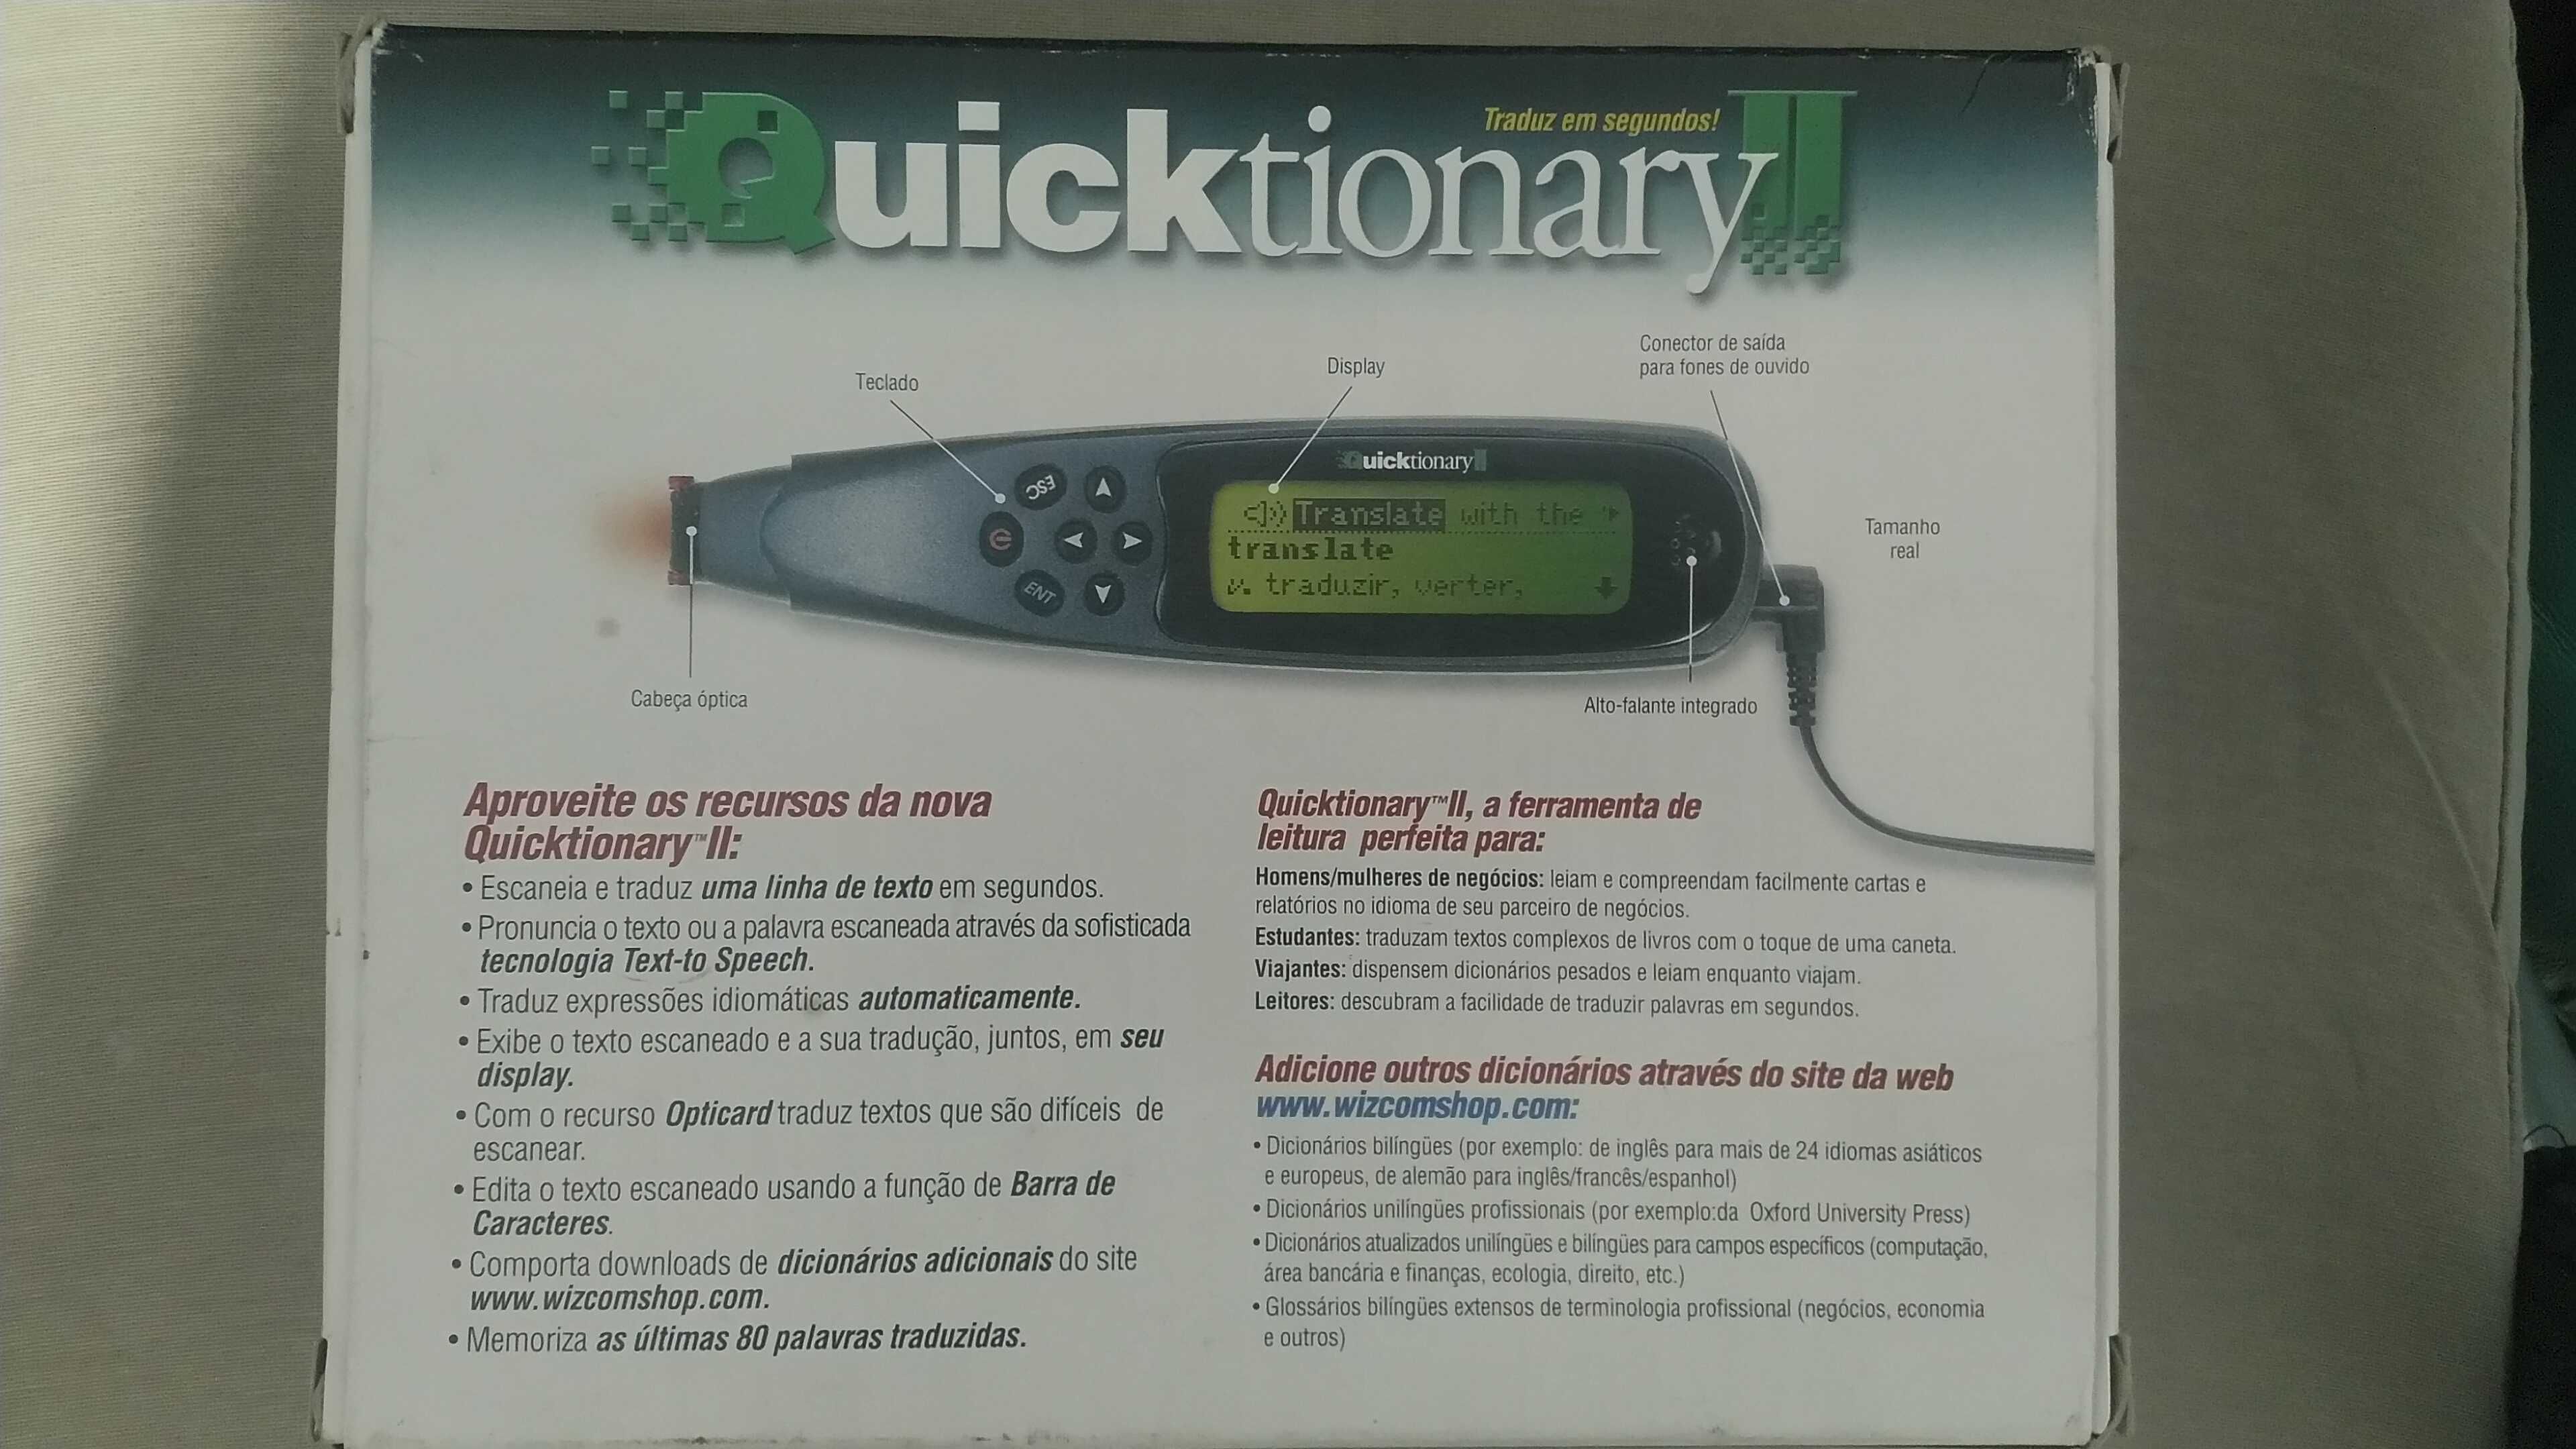 Traduz em segundos!
Quicktionary II
Conector de saída
para fones de ouvido
Display
Teclado
Quicktionary II
ESC
Translate with the
translate
v. traduzir, verter,
ENT
Tamanho
real
Cabeça óptica
Alto-falante integrado
Aproveite os recursos da nova
Quicktionary™II:
• Escaneia e traduz uma linha de texto em segundos.
• Pronuncia o texto ou a palavra escaneada através da sofisticada
tecnologia Text-to Speech.
• Traduz expressões idiomáticas automaticamente.
• Exibe o texto escaneado e a sua tradução, juntos, em seu
display.
• Com o recurso Opticard traduz textos que são difíceis de
escanear.
• Edita o texto escaneado usando a função de Barra de
Caracteres.
• Comporta downloads de dicionários adicionais do site
www.wizcomshop.com.
• Memoriza as últimas 80 palavras traduzidas.
Quicktionary™II, a ferramenta de
leitura perfeita para:
Homens/mulheres de negócios: leiam e compreendam facilmente cartas e
relatórios no idioma de seu parceiro de negócios.
Estudantes: traduzam textos complexos de livros com o toque de uma caneta.
Viajantes: dispensem dicionários pesados e leiam enquanto viajam.
Leitores: descubram a facilidade de traduzir palavras em segundos.
Adicione outros dicionários através do site da web
www.wizcomshop.com:
• Dicionários bilíngües (por exemplo: de inglês para mais de 24 idiomas asiáticos
e europeus, de alemão para inglês/francês/espanhol)
• Dicionários unilíngües profissionais (por exemplo:da Oxford University Press)
• Dicionários atualizados unilíngües e bilíngües para campos específicos (computação,
área bancária e finanças, ecologia, direito, etc.)
• Glossários bilíngües extensos de terminologia profissional (negócios, economia
e outros)